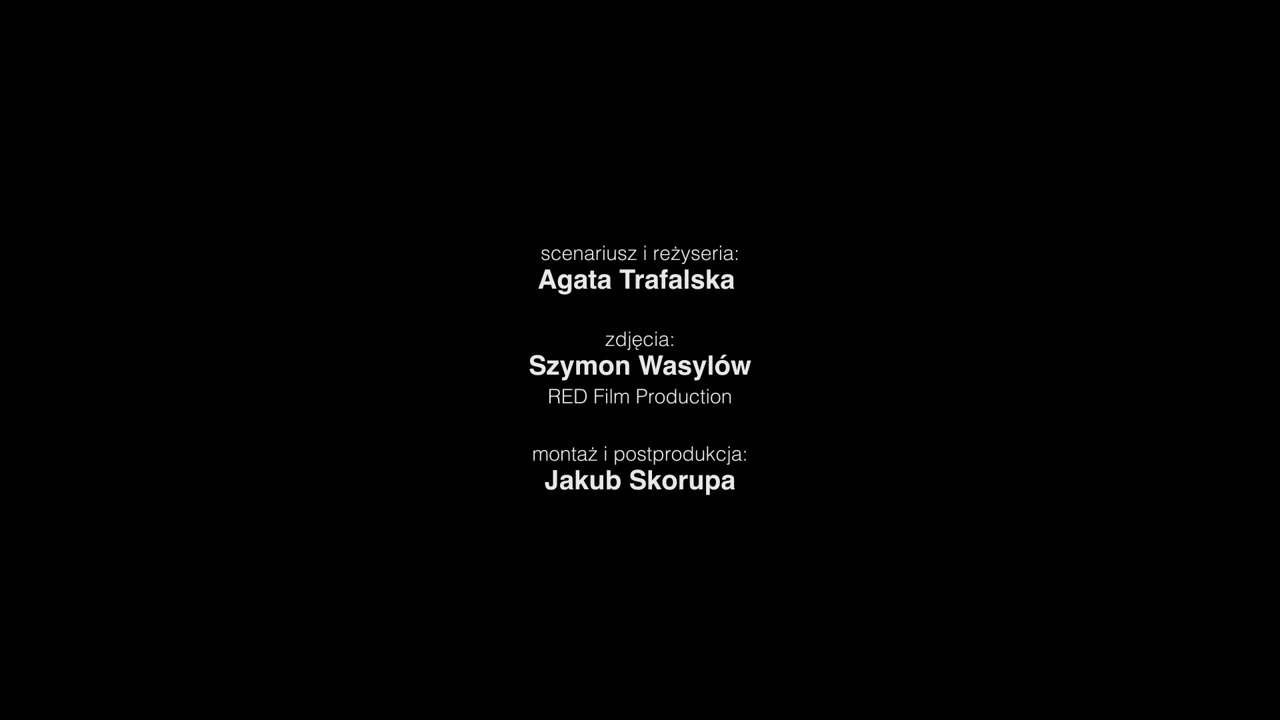 scenariusz i reżyseria:
Agata Trafalska
zdjęcia:
Szymon Wasylów
RED Film Production
montaż i postprodukcja:
Jakub Skorupa